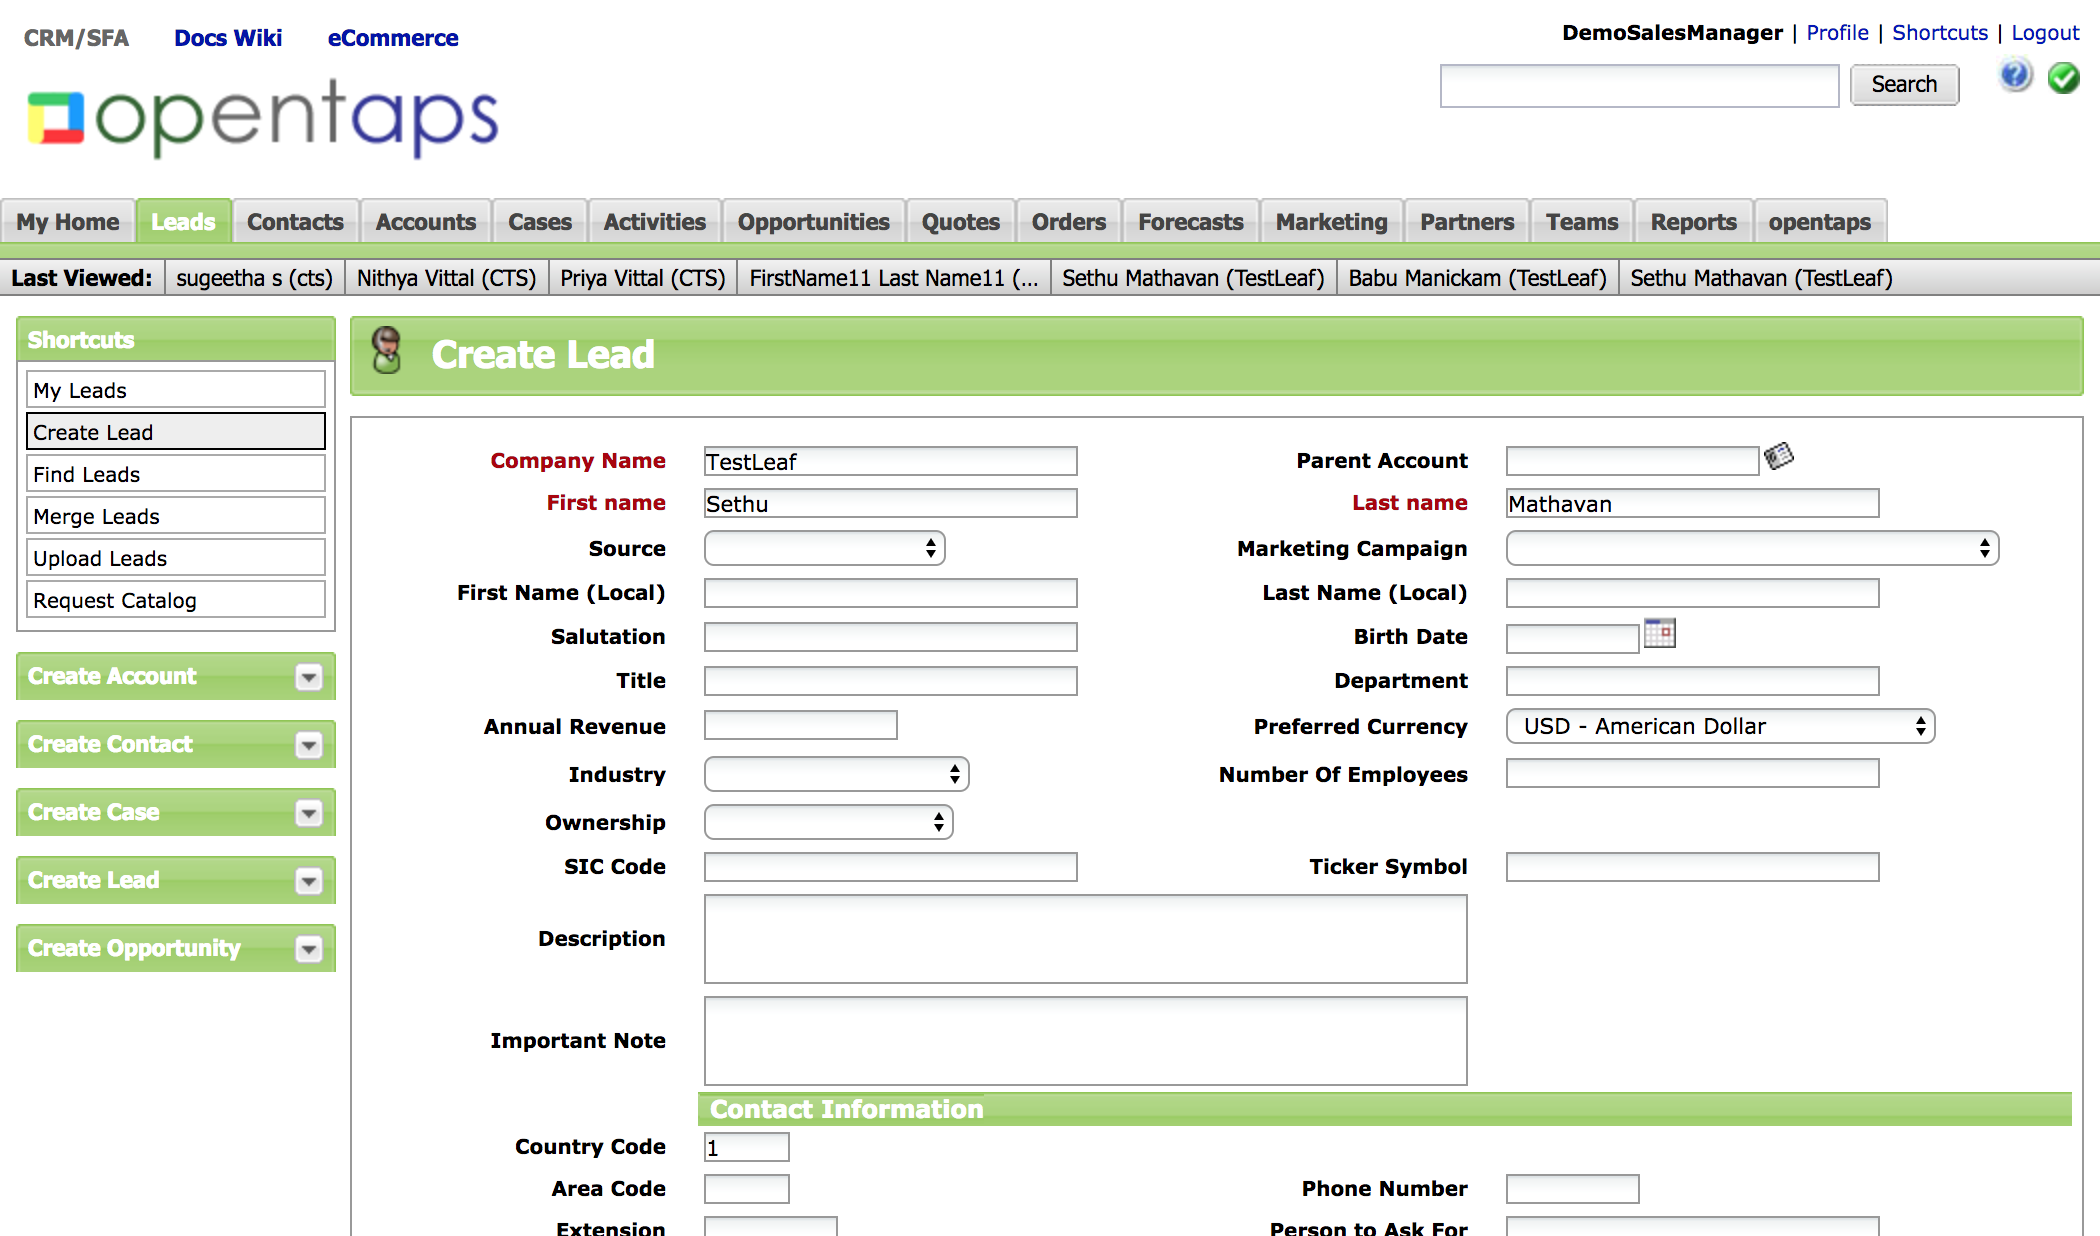 CRM/SFA Docs Wiki eCommerce
DemoSalesManager | Profile | Shortcuts | Logout
Search
opentaps
My Home Leads Contacts Accounts Cases Activities Opportunities Quotes Orders Forecasts Marketing Partners Teams Reports opentaps
Last Viewed: sugeetha s (cts) Nithya Vittal (CTS) Priya Vittal (CTS) FirstName11 Last Name11 (... Sethu Mathavan (TestLeaf) Babu Manickam (TestLeaf) Sethu Mathavan (TestLeaf)
Shortcuts
My Leads
Create Lead
Find Leads
Merge Leads
Upload Leads
Request Catalog
Create Account
Create Contact
Create Case
Create Lead
Create Opportunity
Create Lead
Company Name TestLeaf Parent Account
First name Sethu Last name Mathavan
Source Marketing Campaign
First Name (Local) Last Name (Local)
Salutation Birth Date
Title Department
Annual Revenue Preferred Currency USD - American Dollar
Industry Number Of Employees
Ownership
SIC Code Ticker Symbol
Description
Important Note
Contact Information
Country Code 1
Area Code Phone Number
Extension Person to Ask For